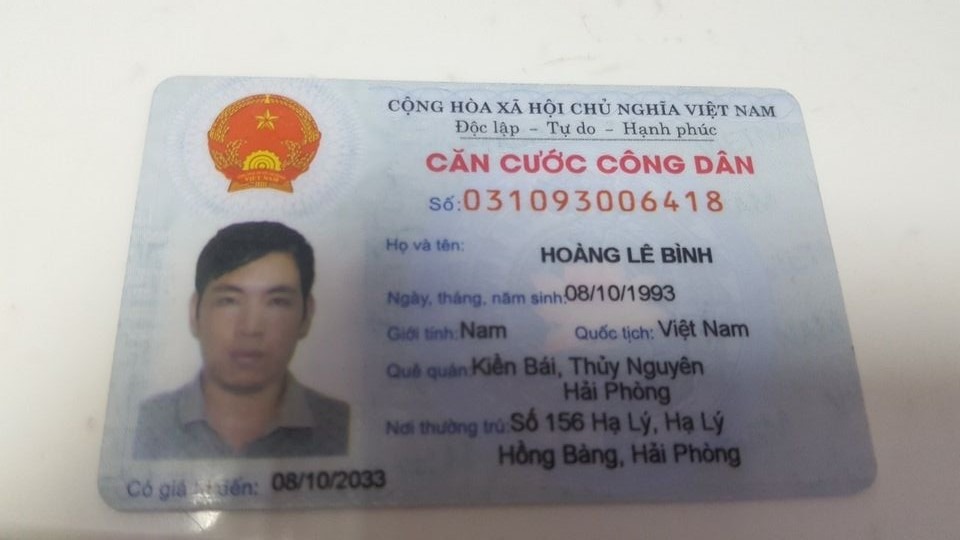 CỘNG HÒA XÃ HỘI CHỦ NGHĨA VIỆT NAM
Độc lập - Tự do - Hạnh phúc
CĂN CƯỚC CÔNG DÂN
Số: 031093006418
Họ và tên: HOÀNG LÊ BÌNH
Ngày, tháng, năm sinh: 08/10/1993
Giới tính: Nam Quốc tịch: Việt Nam
Quê quán: Kiền Bái, Thủy Nguyên
Hải Phòng
Nơi thường trú: Số 156 Hạ Lý, Hạ Lý
Hồng Bàng, Hải Phòng
Có giá đến: 08/10/2033
VIỆT NAM